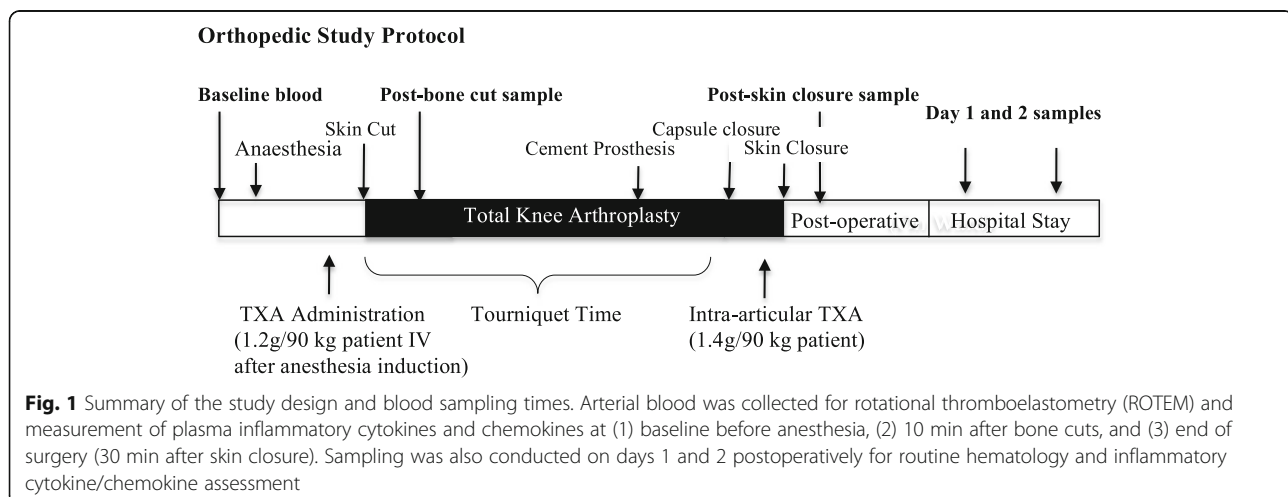 Orthopedic Study Protocol
Baseline blood
Post-bone cut sample
Post-skin closure sample
Day 1 and 2 samples
Skin Cut
Capsule closure
Anaesthesia
Cement Prosthesis
Skin Closure
Total Knee Arthroplasty
Post-operative
Hospital Stay
TXA Administration
(1.2g/90 kg patient IV
after anesthesia induction)
Tourniquet Time
Intra-articular TXA
(1.4g/90 kg patient)
Fig. 1 Summary of the study design and blood sampling times. Arterial blood was collected for rotational thromboelastometry (ROTEM) and
measurement of plasma inflammatory cytokines and chemokines at (1) baseline before anesthesia, (2) 10 min after bone cuts, and (3) end of
surgery (30 min after skin closure). Sampling was also conducted on days 1 and 2 postoperatively for routine hematology and inflammatory
cytokine/chemokine assessment